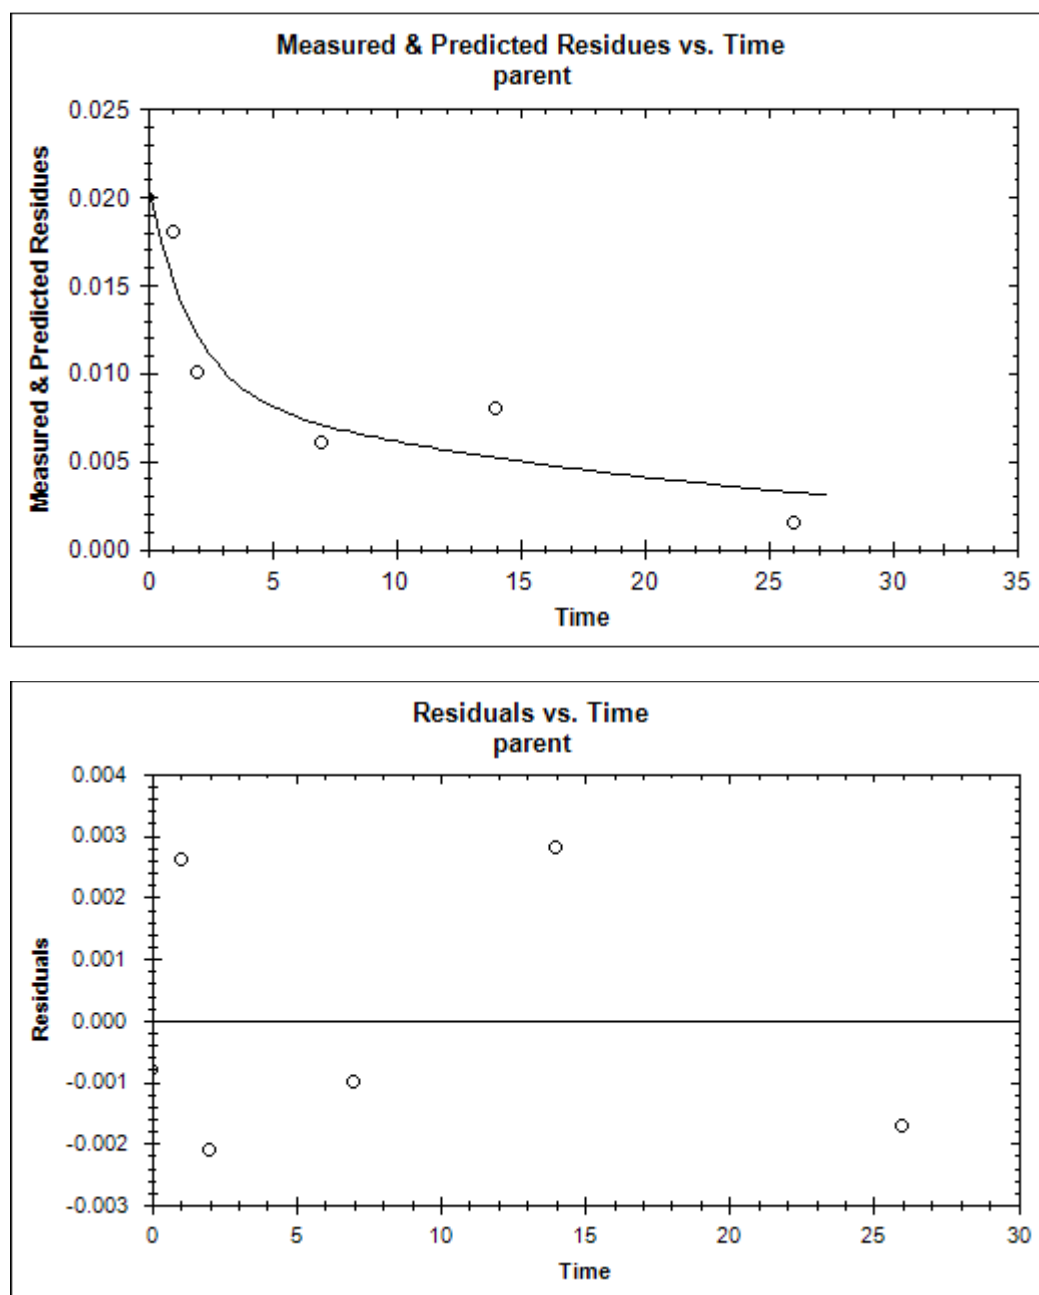 Measured & Predicted Residues vs. Time
parent
Measured & Predicted Residues
0.025
0.020
0.015
0.010
0.005
0.000
0 5 10 15 20 25 30 35
Time
Residuals vs. Time
parent
Residuals
0.004
0.003
0.002
0.001
0.000
-0.001
-0.002
-0.003
0 5 10 15 20 25 30
Time